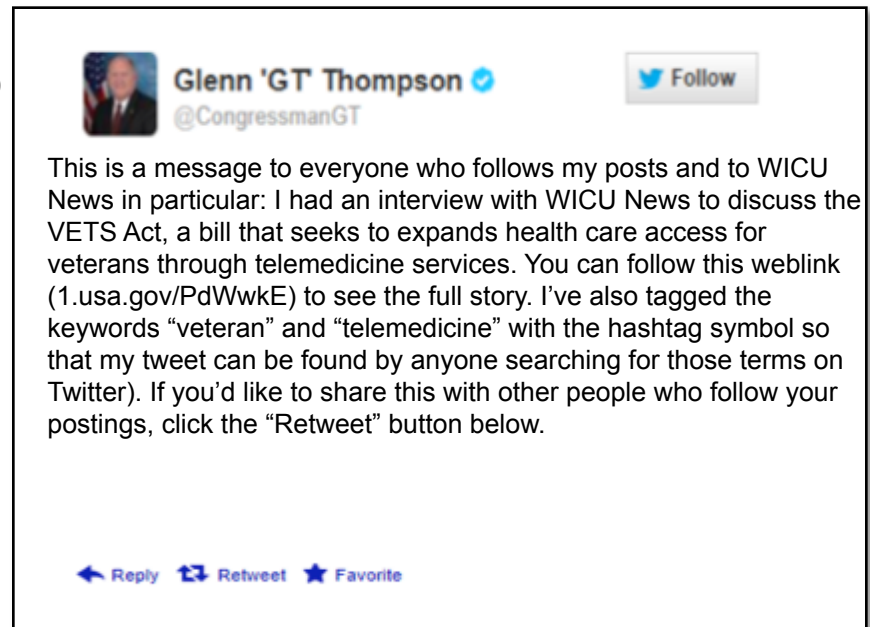 Glenn 'GT' Thompson
Follow
@CongressmanGT
This is a message to everyone who follows my posts and to WICU
News in particular: I had an interview with WICU News to discuss the
VETS Act, a bill that seeks to expands health care access for
veterans through telemedicine services. You can follow this weblink
(1.usa.gov/PdWwkE) to see the full story. I’ve also tagged the
keywords “veteran” and “telemedicine” with the hashtag symbol so
that my tweet can be found by anyone searching for those terms on
Twitter). If you’d like to share this with other people who follow your
postings, click the “Retweet” button below.
Reply Retweet Favorite